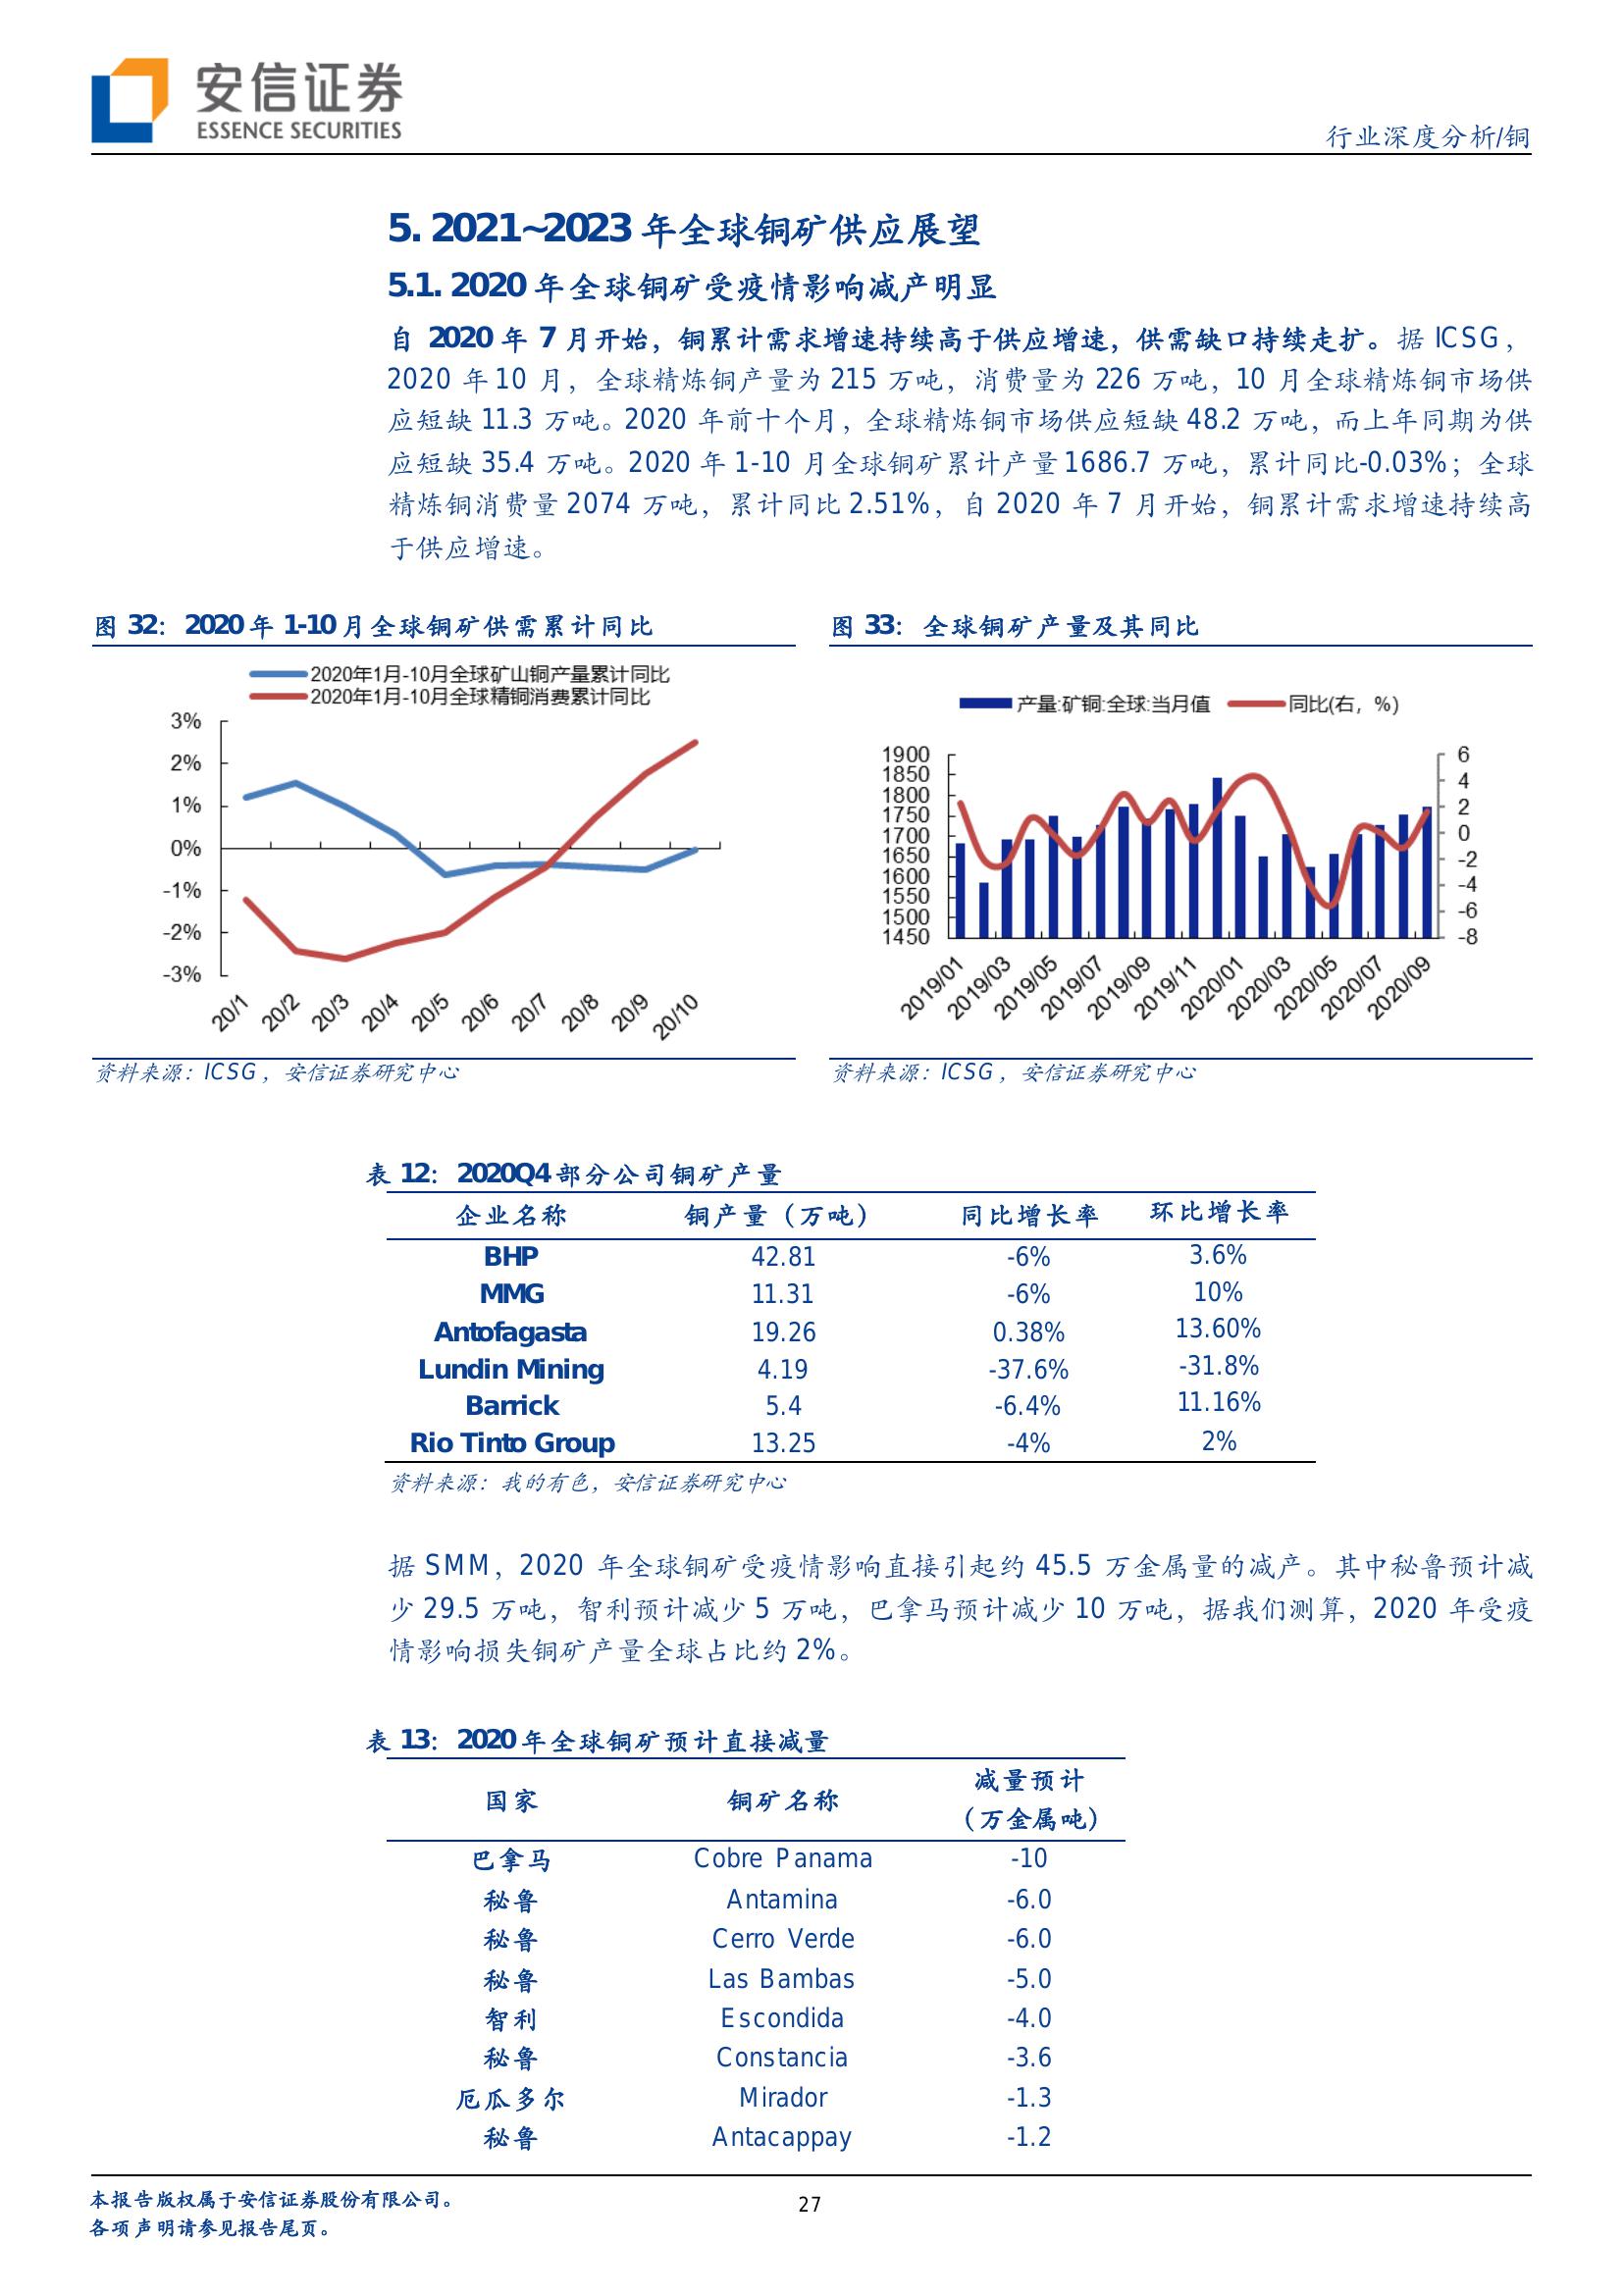 安信证券
ESSENCE SECURITIES
行业深度分析/铜
5. 2021~2023 年全球铜矿供应展望
5.1. 2020 年全球铜矿受疫情影响减产明显
自 2020 年 7 月开始，铜累计需求增速持续高于供应增速，供需缺口持续走扩。据 ICSG，
2020 年 10 月，全球精炼铜产量为 215 万吨，消费量为 226 万吨，10 月全球精炼铜市场供
应短缺 11.3 万吨。2020 年前十个月，全球精炼铜市场供应短缺 48.2 万吨，而上年同期为供
应短缺 35.4 万吨。2020 年 1-10 月全球铜矿累计产量 1686.7 万吨，累计同比-0.03%；全球
精炼铜消费量 2074 万吨，累计同比 2.51%，自 2020 年 7 月开始，铜累计需求增速持续高
于供应增速。
图 32：2020 年 1-10 月全球铜矿供需累计同比
2020年1月-10月全球矿山铜产量累计同比
2020年1月-10月全球精铜消费累计同比
3%
2%
1%
0%
-1%
-2%
-3%
20/1 20/2 20/3 20/4 20/5 20/6 20/7 20/8 20/9 20/10
资料来源：ICSG，安信证券研究中心
图 33：全球铜矿产量及其同比
产量:矿铜:全球:当月值 同比(右，%)
1900
1850
1800
1750
1700
1650
1600
1550
1500
1450
6
4
2
0
-2
-4
-6
-8
2019/01 2019/03 2019/05 2019/07 2019/09 2019/11 2020/01 2020/03 2020/05 2020/07 2020/09
资料来源：ICSG，安信证券研究中心
表 12：2020Q4 部分公司铜矿产量
企业名称 铜产量（万吨） 同比增长率 环比增长率
BHP 42.81 -6% 3.6%
MMG 11.31 -6% 10%
Antofagasta 19.26 0.38% 13.60%
Lundin Mining 4.19 -37.6% -31.8%
Barrick 5.4 -6.4% 11.16%
Rio Tinto Group 13.25 -4% 2%
资料来源：我的有色，安信证券研究中心
据 SMM，2020 年全球铜矿受疫情影响直接引起约 45.5 万金属量的减产。其中秘鲁预计减
少 29.5 万吨，智利预计减少 5 万吨，巴拿马预计减少 10 万吨，据我们测算，2020 年受疫
情影响损失铜矿产量全球占比约 2%。
表 13：2020 年全球铜矿预计直接减量
国家 铜矿名称 减量预计
（万金属吨）
巴拿马 Cobre Panama -10
秘鲁 Antamina -6.0
秘鲁 Cerro Verde -6.0
秘鲁 Las Bambas -5.0
智利 Escondida -4.0
秘鲁 Constancia -3.6
厄瓜多尔 Mirador -1.3
秘鲁 Antacappay -1.2
本报告版权属于安信证券股份有限公司。
各项声明请参见报告尾页。
27